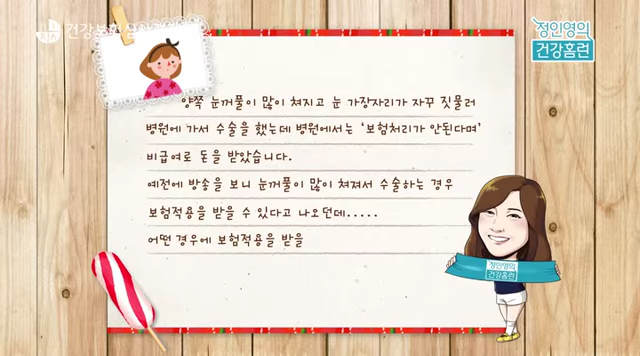 건강보험
정인영의
건강홈런
양쪽 눈꺼풀이 많이 쳐지고 눈 가장자리가 자꾸 짓물러
병원에 가서 수술을 했는데 병원에서는 '보험처리가 안된다며'
비급여로 돈을 받았습니다.
예전에 방송을 보니 눈꺼풀이 많이 쳐져서 수술하는 경우
보험적용을 받을 수 있다고 나오던데.....
어떤 경우에 보험적용을 받을
정인영의
건강홈런